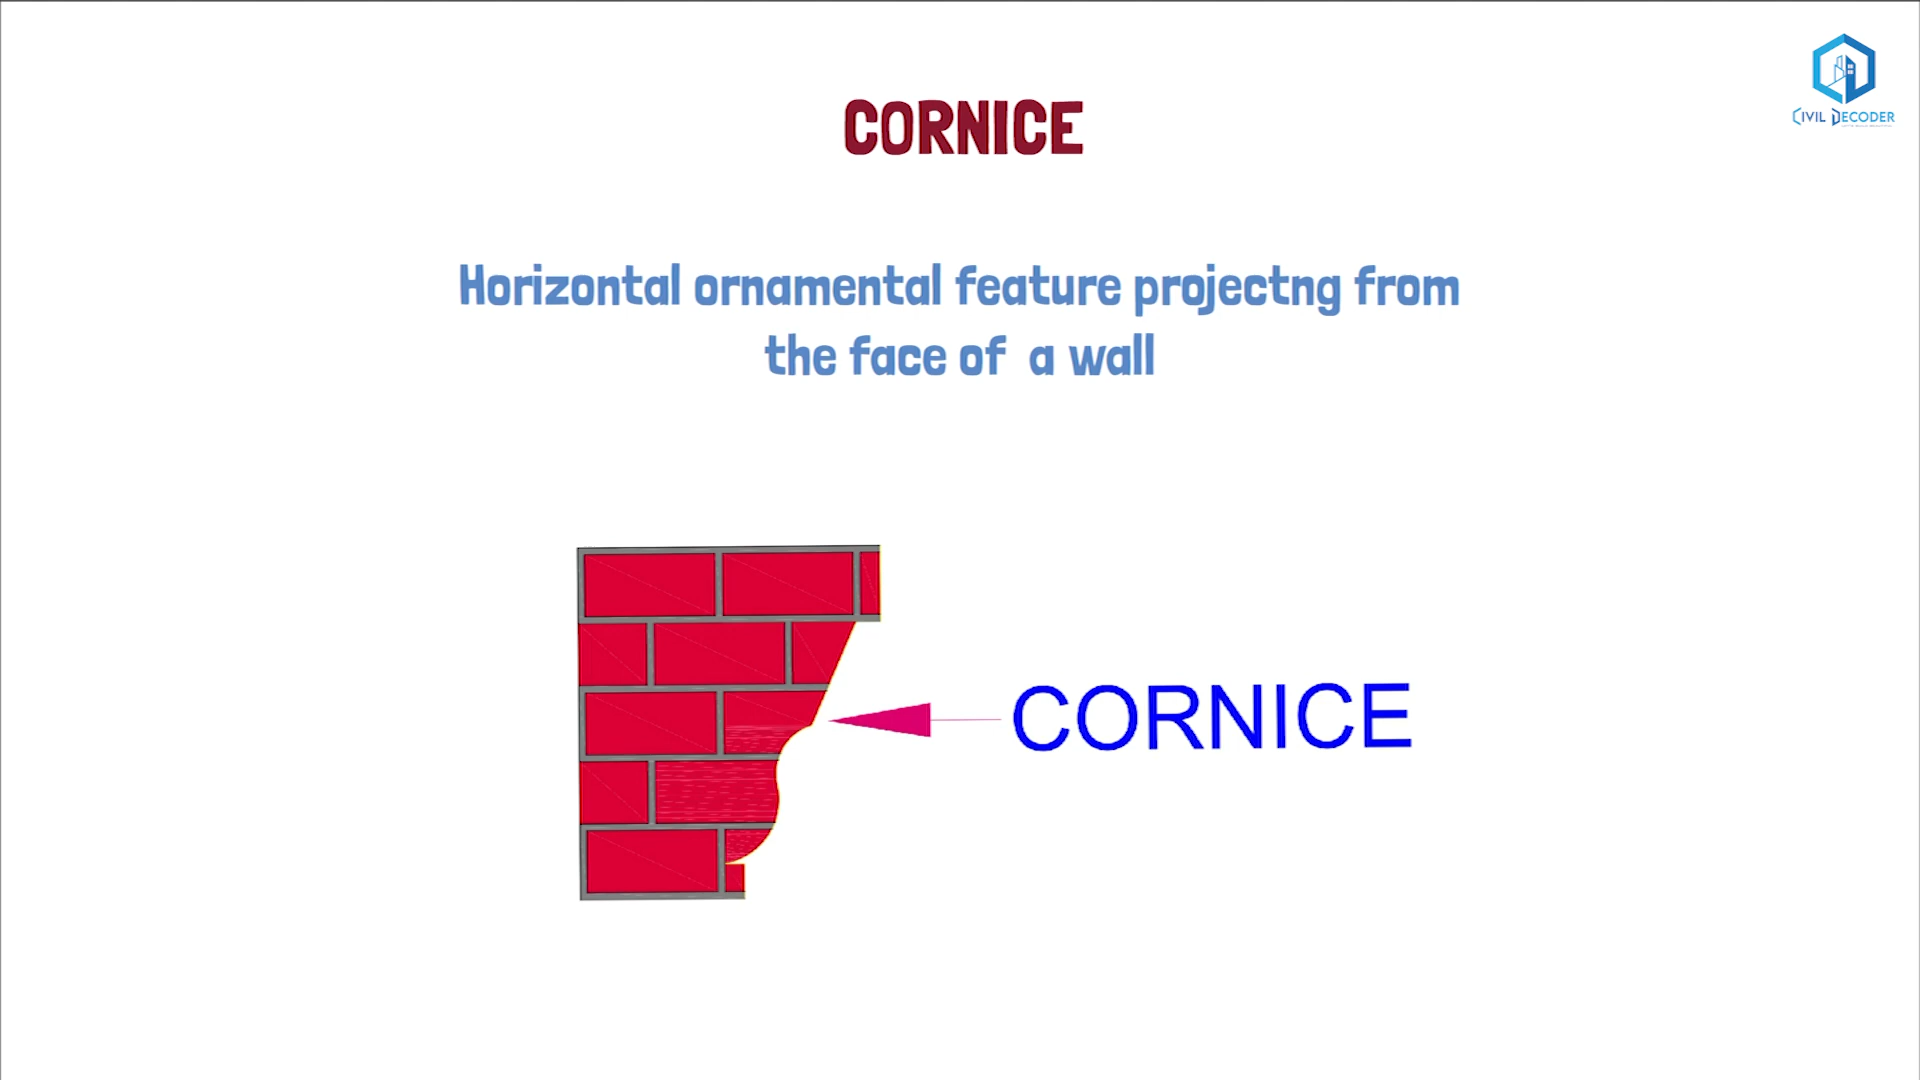 CORNICE
CIVIL DECODER
Horizontal ornamental feature projectng from
the face of a wall
CORNICE